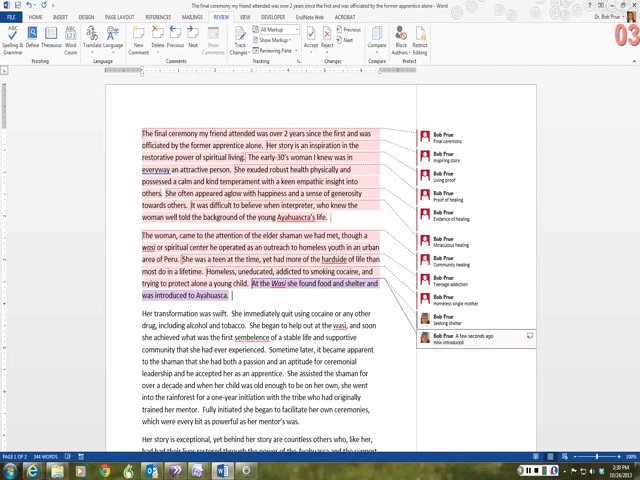 The final ceremony my friend attended was over 2 years since the first and was officiated by the former apprentice alone - Word
FILE HOME INSERT DESIGN PAGE LAYOUT REFERENCES MAILINGS REVIEW VIEW DEVELOPER EndNote Web ACROBAT
Dr. Bob Prue
03
Spelling & Grammar
Define
Thesaurus
Word Count
Translate
Language
New Comment
Delete
Previous
Next
Show Comments
Track Changes
All Markup
Show Markup
Reviewing Pane
Accept
Reject
Previous
Next
Compare
Block Authors
Restrict Editing
Proofing
Language
Comments
Tracking
Changes
Compare
Protect
The final ceremony my friend attended was over 2 years since the first and was
officiated by the former apprentice alone. Her story is an inspiration in the
restorative power of spiritual living. The early-30's woman I knew was in
everyway an attractive person. She exuded robust health physically and
possessed a calm and kind temperament with a keen empathic insight into
others. She often appeared aglow with happiness and a sense of generosity
towards others. It was difficult to believe when interpreter, who knew the
woman well told the background of the young Ayahuascra's life.
The woman, came to the attention of the elder shaman we had met, though a
wasi or spiritual center he operated as an outreach to homeless youth in an urban
area of Peru. She was a teen at the time, yet had more of the hardside of life than
most do in a lifetime. Homeless, uneducated, addicted to smoking cocaine, and
trying to protect alone a young child. At the Wasi she found food and shelter and
was introduced to Ayahuasca.
Her transformation was swift. She immediately quit using cocaine or any other
drug, including alcohol and tobacco. She began to help out at the wasi, and soon
she achieved what was the first sembelence of a stable life and supportive
community that she had ever experienced. Sometime later, it became apparent
to the shaman that she had both a passion and an aptitude for ceremonial
leadership and he accepted her as an apprentice. She assisted the shaman for
over a decade and when her child was old enough to be on her own, she went
into the rainforest for a one-year initiation with the tribe who had originally
trained her mentor. Fully initiated she began to facilitate her own ceremonies,
which were every bit as powerful as her mentor's.
Her story is exceptional, yet behind her story are countless others who, like her,
had their lives restored through the power of the Ayahuasca and the support
Bob Prue
Final ceremony
Bob Prue
Inspiring story
Bob Prue
Living proof
Bob Prue
Proof of healing
Bob Prue
Evidence of healing
Bob Prue
Miraculous healing
Bob Prue
Community healing
Bob Prue
Teenage addiction
Bob Prue
Homeless single mother
Bob Prue
Seeking shelter
Bob Prue A few seconds ago
How introduced
PAGE 1 OF 2 344 WORDS
100%
2:30 PM
10/26/2013